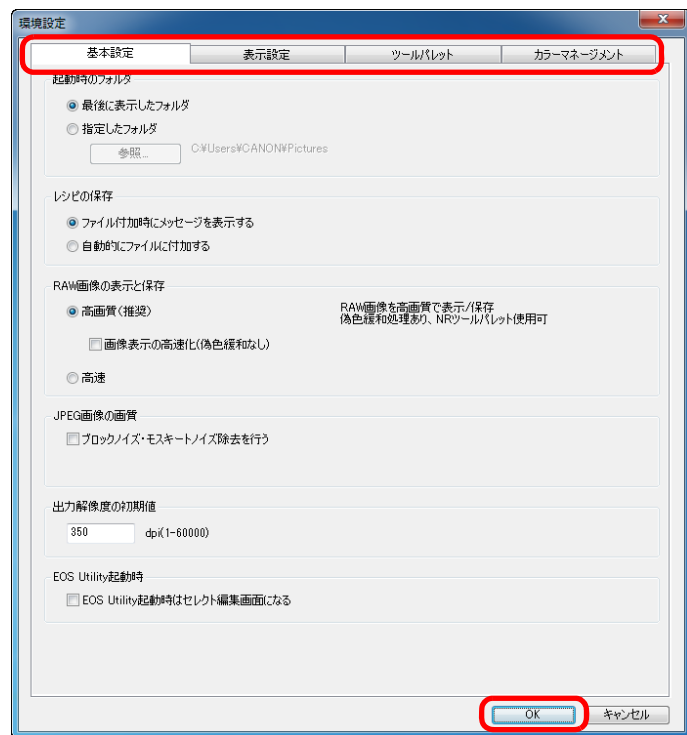 環境設定
基本設定 表示設定 ツールパレット カラーマネージメント
起動時のフォルダ
最後に表示したフォルダ
指定したフォルダ
参照... C:¥Users¥CANON¥Pictures
レシピの保存
ファイル付加時にメッセージを表示する
自動的にファイルに付加する
RAW画像の表示と保存
高画質(推奨) RAW画像を高画質で表示/保存
偽色緩和処理あり、NRツールパレット使用可
画像表示の高速化(偽色緩和なし)
高速
JPEG画像の画質
ブロックノイズ・モスキートノイズ除去を行う
出力解像度の初期値
350 dpi(1-60000)
EOS Utility起動時
EOS Utility起動時はセレクト編集画面になる
OK キャンセル